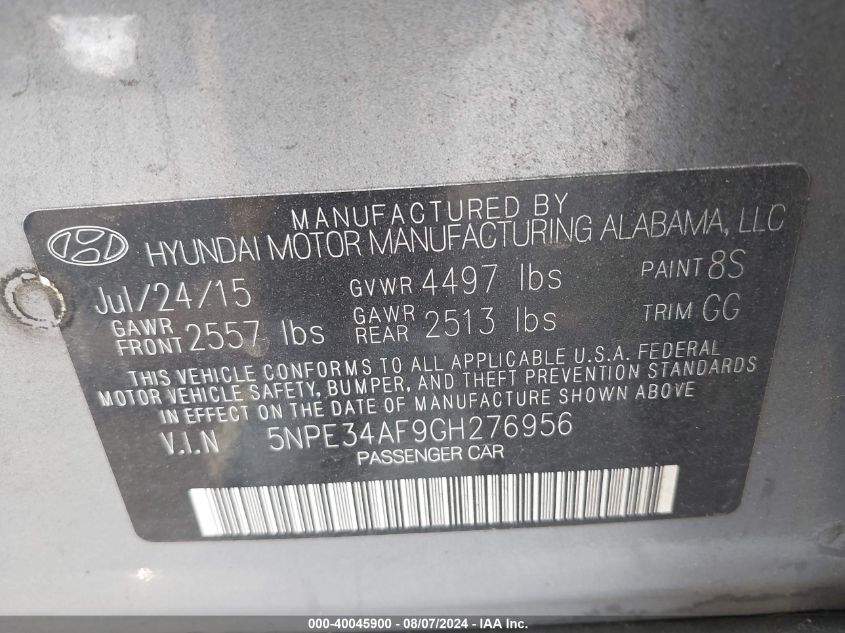 MANUFACTURED BY
HYUNDAI MOTOR MANUFACTURING ALABAMA, LLC
Jul/24/15 GVWR 4497 lbs PAINT 8S
GAWR FRONT 2557 lbs GAWR REAR 2513 lbs TRIM GG
THIS VEHICLE CONFORMS TO ALL APPLICABLE U.S.A. FEDERAL
MOTOR VEHICLE SAFETY, BUMPER, AND THEFT PREVENTION STANDARDS
IN EFFECT ON THE DATE OF MANUFACTURE SHOWN ABOVE
V.I.N 5NPE34AF9GH276956
PASSENGER CAR
000-40045900 - 08/07/2024 - IAA Inc.